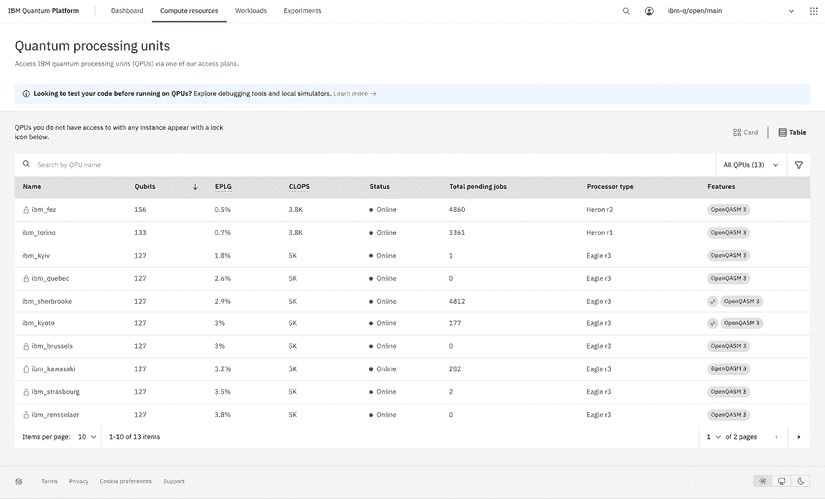 IBM Quantum Platform Dashboard Compute resources Workloads Experiments ibm-q/open/main
Quantum processing units
Access IBM quantum processing units (QPUs) via one of our access plans.
Looking to test your code before running on QPUs? Explore debugging tools and local simulators. Learn more →
QPUs you do not have access to with any instance appear with a lock
icon below.
Card Table
Search by QPU name All QPUs (13)
Name Qubits ↓ EPLG CLOPS Status Total pending jobs Processor type Features
ibm_fez 156 0.5% 3.8K Online 4860 Heron r2 OpenQASM 3
ibm_torino 133 0.7% 3.8K Online 3361 Heron r1 OpenQASM 3
ibm_kyiv 127 1.8% 5K Online 1 Eagle r3 OpenQASM 3
ibm_quebec 127 2.6% 5K Online 0 Eagle r3 OpenQASM 3
ibm_sherbrooke 127 2.9% 5K Online 4812 Eagle r3 OpenQASM 3
ibm_kyoto 127 3% 5K Online 177 Eagle r3 OpenQASM 3
ibm_brussels 127 3% 5K Online 0 Eagle r3 OpenQASM 3
ibm_kawasaki 127 3.2% 5K Online 282 Eagle r3 OpenQASM 3
ibm_strasbourg 127 3.5% 5K Online 2 Eagle r3 OpenQASM 3
ibm_rensselaer 127 3.8% 5K Online 0 Eagle r3 OpenQASM 3
Items per page: 10 1-10 of 13 items 1 of 2 pages
Terms Privacy Cookie preferences Support